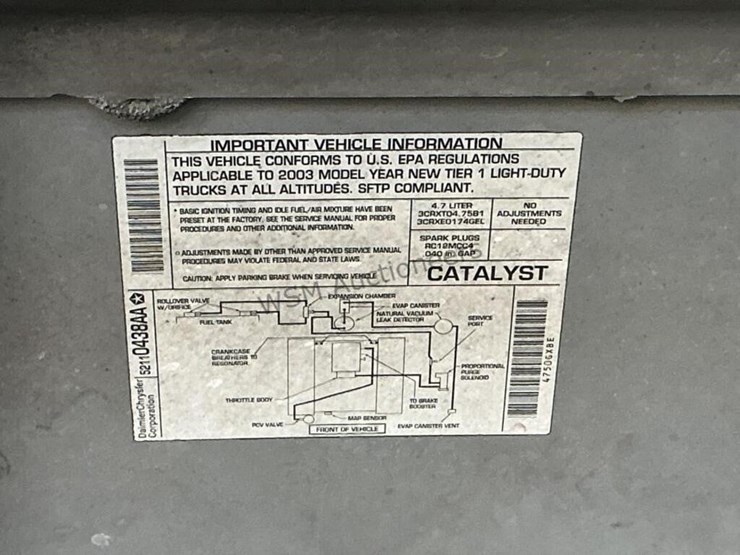 IMPORTANT VEHICLE INFORMATION
THIS VEHICLE CONFORMS TO U.S. EPA REGULATIONS
APPLICABLE TO 2003 MODEL YEAR NEW TIER 1 LIGHT-DUTY
TRUCKS AT ALL ALTITUDES. SFTP COMPLIANT.
* BASIC IGNITION TIMING AND IDLE FUEL/AIR MIXTURE HAVE BEEN
PRESET AT THE FACTORY. SEE THE SERVICE MANUAL FOR PROPER
PROCEDURES AND OTHER ADDITIONAL INFORMATION.
ADJUSTMENTS MADE BY OTHER THAN APPROVED SERVICE MANUAL
PROCEDURES MAY VIOLATE FEDERAL AND STATE LAWS.
CAUTION: APPLY PARKING BRAKE WHEN SERVICING VEHICLE
4.7 LITER
3CRXT04.75B1
3CRXE0174GEL
NO
ADJUSTMENTS
NEEDED
SPARK PLUGS
RC12MCC4
.040 in GAP
CATALYST
WSM Auctioneers
DaimlerChrysler
Corporation
52110438AA
ROLLOVER VALVE
W/ORIFICE
FUEL TANK
EXPANSION CHAMBER
EVAP CANISTER
NATURAL VACUUM
LEAK DETECTOR
SERVICE
PORT
CRANKCASE
BREATHERS TO
RESONATOR
PROPORTIONAL
PURGE
SOLENOID
THROTTLE BODY
TO BRAKE
BOOSTER
MAP SENSOR
PCV VALVE
FRONT OF VEHICLE
EVAP CANISTER VENT
4750GXBE